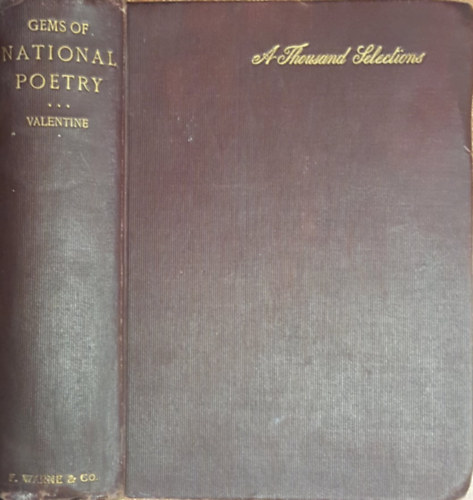 GEMS OF
NATIONAL
POETRY
...
VALENTINE
F. WARNE & CO.
A Thousand Selections